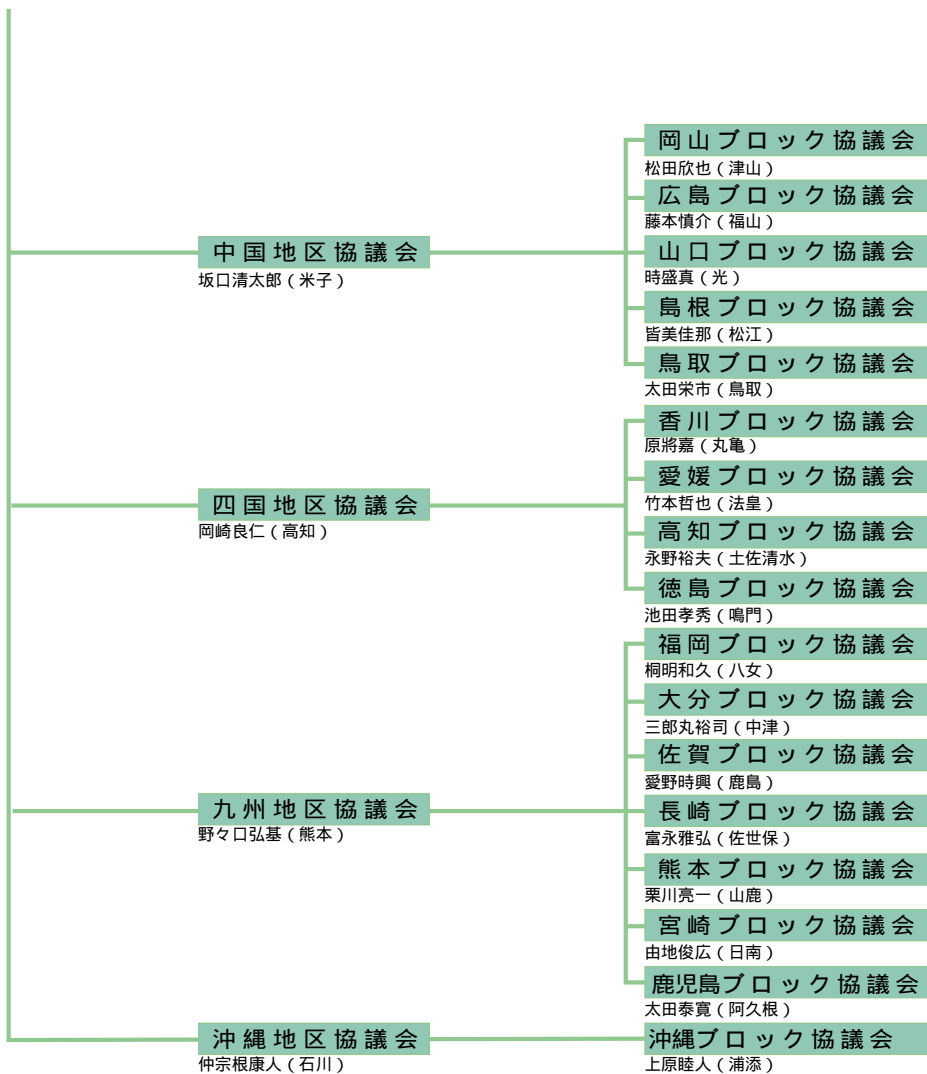 中国地区協議会
坂口清太郎（米子）
岡山ブロック協議会
松田欣也（津山）
広島ブロック協議会
藤本慎介（福山）
山口ブロック協議会
時盛真（光）
島根ブロック協議会
皆美佳那（松江）
鳥取ブロック協議会
太田栄市（鳥取）
四国地区協議会
岡崎良仁（高知）
香川ブロック協議会
原將嘉（丸亀）
愛媛ブロック協議会
竹本哲也（法皇）
高知ブロック協議会
永野裕夫（土佐清水）
徳島ブロック協議会
池田孝秀（鳴門）
九州地区協議会
野々口弘基（熊本）
福岡ブロック協議会
桐明和久（八女）
大分ブロック協議会
三郎丸裕司（中津）
佐賀ブロック協議会
愛野時興（鹿島）
長崎ブロック協議会
富永雅弘（佐世保）
熊本ブロック協議会
栗川亮一（山鹿）
宮崎ブロック協議会
由地俊広（日南）
鹿児島ブロック協議会
太田泰寛（阿久根）
沖縄地区協議会
仲宗根康人（石川）
沖縄ブロック協議会
上原睦人（浦添）